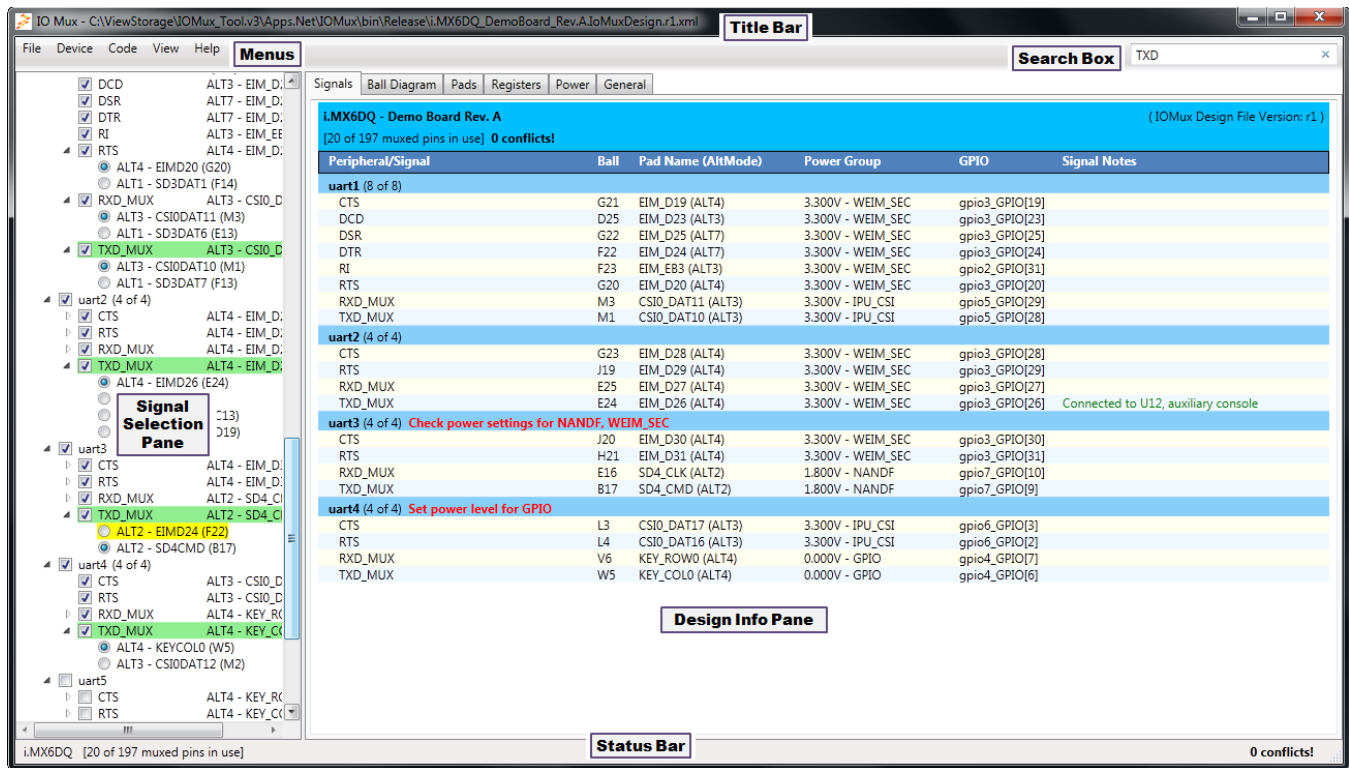 IO Mux - C:\ViewStorage\IOMux_Tool.v3\Apps.Net\IOMux\bin\Release\i.MX6DQ_DemoBoard_Rev.A.IoMuxDesign.r1.xml
Title Bar
File Device Code View Help
Menus
Search Box
TXD
DCD ALT3 - EIM_D
DSR ALT7 - EIM_D
DTR ALT7 - EIM_D
RI ALT3 - EIM_EE
RTS ALT4 - EIM_D
ALT4 - EIMD20 (G20)
ALT1 - SD3DAT1 (F14)
RXD_MUX ALT3 - CSI0_D
ALT3 - CSI0DAT11 (M3)
ALT1 - SD3DAT6 (E13)
TXD_MUX ALT3 - CSI0_D
ALT3 - CSI0DAT10 (M1)
ALT1 - SD3DAT7 (F13)
uart2 (4 of 4)
CTS ALT4 - EIM_D
RTS ALT4 - EIM_D
RXD_MUX ALT4 - EIM_D
TXD_MUX ALT4 - EIM_D
ALT4 - EIMD26 (E24)
Signal
Selection
Pane
C13)
D19)
uart3
CTS ALT4 - EIM_D
RTS ALT4 - EIM_D
RXD_MUX ALT2 - SD4_Cl
TXD_MUX ALT2 - SD4_C
ALT2 - EIMD24 (F22)
ALT2 - SD4CMD (B17)
uart4 (4 of 4)
CTS ALT3 - CSI0_D
RTS ALT3 - CSI0_D
RXD_MUX ALT4 - KEY_R
TXD_MUX ALT4 - KEY_C
ALT4 - KEYCOL0 (W5)
ALT3 - CSI0DAT12 (M2)
uart5
CTS ALT4 - KEY_R
RTS ALT4 - KEY_C
Signals Ball Diagram Pads Registers Power General
i.MX6DQ - Demo Board Rev. A ( IOMux Design File Version: r1 )
[20 of 197 muxed pins in use] 0 conflicts!
Peripheral/Signal Ball Pad Name (AltMode) Power Group GPIO Signal Notes
uart1 (8 of 8)
CTS G21 EIM_D19 (ALT4) 3.300V - WEIM_SEC gpio3_GPIO[19]
DCD D25 EIM_D23 (ALT3) 3.300V - WEIM_SEC gpio3_GPIO[23]
DSR G22 EIM_D25 (ALT7) 3.300V - WEIM_SEC gpio3_GPIO[25]
DTR F22 EIM_D24 (ALT7) 3.300V - WEIM_SEC gpio3_GPIO[24]
RI F23 EIM_EB3 (ALT3) 3.300V - WEIM_SEC gpio2_GPIO[31]
RTS G20 EIM_D20 (ALT4) 3.300V - WEIM_SEC gpio3_GPIO[20]
RXD_MUX M3 CSI0_DAT11 (ALT3) 3.300V - IPU_CSI gpio5_GPIO[29]
TXD_MUX M1 CSI0_DAT10 (ALT3) 3.300V - IPU_CSI gpio5_GPIO[28]
uart2 (4 of 4)
CTS G23 EIM_D28 (ALT4) 3.300V - WEIM_SEC gpio3_GPIO[28]
RTS J19 EIM_D29 (ALT4) 3.300V - WEIM_SEC gpio3_GPIO[29]
RXD_MUX E25 EIM_D27 (ALT4) 3.300V - WEIM_SEC gpio3_GPIO[27]
TXD_MUX E24 EIM_D26 (ALT4) 3.300V - WEIM_SEC gpio3_GPIO[26] Connected to U12, auxiliary console
uart3 (4 of 4) Check power settings for NANDF, WEIM_SEC
CTS J20 EIM_D30 (ALT4) 3.300V - WEIM_SEC gpio3_GPIO[30]
RTS H21 EIM_D31 (ALT4) 3.300V - WEIM_SEC gpio3_GPIO[31]
RXD_MUX E16 SD4_CLK (ALT2) 1.800V - NANDF gpio7_GPIO[10]
TXD_MUX B17 SD4_CMD (ALT2) 1.800V - NANDF gpio7_GPIO[9]
uart4 (4 of 4) Set power level for GPIO
CTS L3 CSI0_DAT17 (ALT3) 3.300V - IPU_CSI gpio6_GPIO[3]
RTS L4 CSI0_DAT16 (ALT3) 3.300V - IPU_CSI gpio6_GPIO[2]
RXD_MUX V6 KEY_ROW0 (ALT4) 0.000V - GPIO gpio4_GPIO[7]
TXD_MUX W5 KEY_COL0 (ALT4) 0.000V - GPIO gpio4_GPIO[6]
Design Info Pane
Status Bar
i.MX6DQ [20 of 197 muxed pins in use] 0 conflicts!